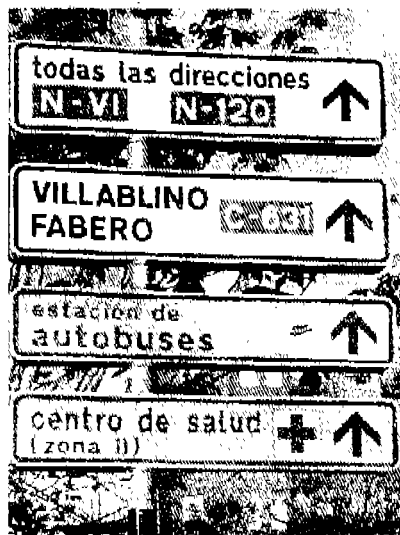 todas las direcciones
N-VI N-120
VILLABLINO
FABERO
C-631
estación de
autobuses
centro de salud
(zona II)